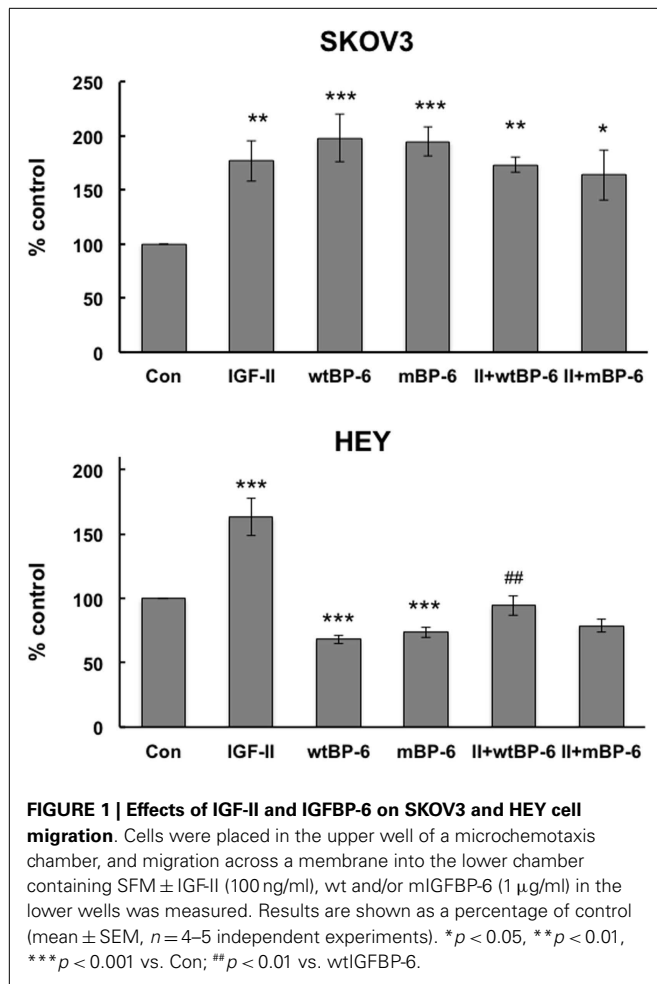 SKOV3
250
200
150
100
50
0
% control
** *** *** ** *
Con IGF-II wtBP-6 mBP-6 II+wtBP-6 II+mBP-6
HEY
200
150
100
50
0
% control
*** *** *** ##
Con IGF-II wtBP-6 mBP-6 II+wtBP-6 II+mBP-6
FIGURE 1 | Effects of IGF-II and IGFBP-6 on SKOV3 and HEY cell
migration. Cells were placed in the upper well of a microchemotaxis
chamber, and migration across a membrane into the lower chamber
containing SFM ± IGF-II (100 ng/ml), wt and/or mIGFBP-6 (1 μg/ml) in the
lower wells was measured. Results are shown as a percentage of control
(mean ± SEM, n = 4–5 independent experiments). *p < 0.05, **p < 0.01,
***p < 0.001 vs. Con; ##p < 0.01 vs. wtIGFBP-6.